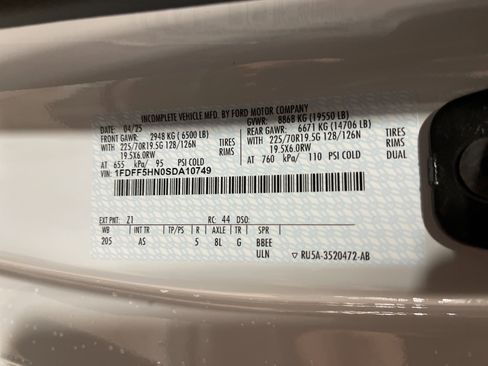 INCOMPLETE VEHICLE MFD. BY FORD MOTOR COMPANY
DATE: 04/25 GVWR: 8868 KG (19550 LB)
FRONT GAWR: 2948 KG ( 6500 LB) REAR GAWR: 6671 KG (14706 LB)
WITH 225/70R19.5G 128/126N TIRES WITH 225/70R19.5G 128/126N TIRES
19.5X6.0RW RIMS 19.5X6.0RW RIMS
AT 655 kPa/ 95 PSI COLD AT 760 kPa/ 110 PSI COLD DUAL
VIN: 1FDFF5HN0SDA10749
EXT PNT: Z1 RC: 44 DSO:
WB INT TR TP/PS R AXLE TR SPR
205 AS 5 8L G BBEE
ULN RU5A-3520472-AB